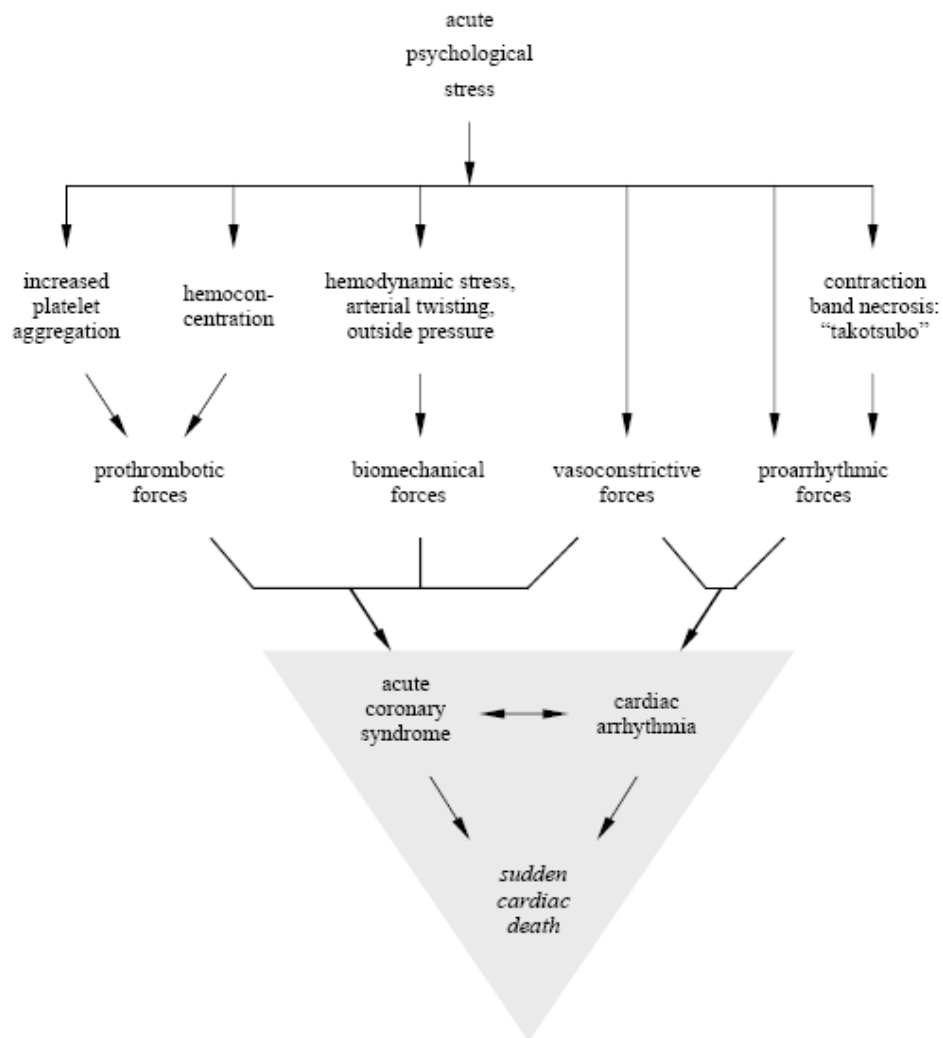 acute
psychological
stress
increased
platelet
aggregation
hemocon-
centration
hemodynamic stress,
arterial twisting,
outside pressure
contraction
band necrosis:
“takotsubo”
prothrombotic
forces
biomechanical
forces
vasoconstrictive
forces
proarrhythmic
forces
acute
coronary
syndrome
cardiac
arrhythmia
sudden
cardiac
death